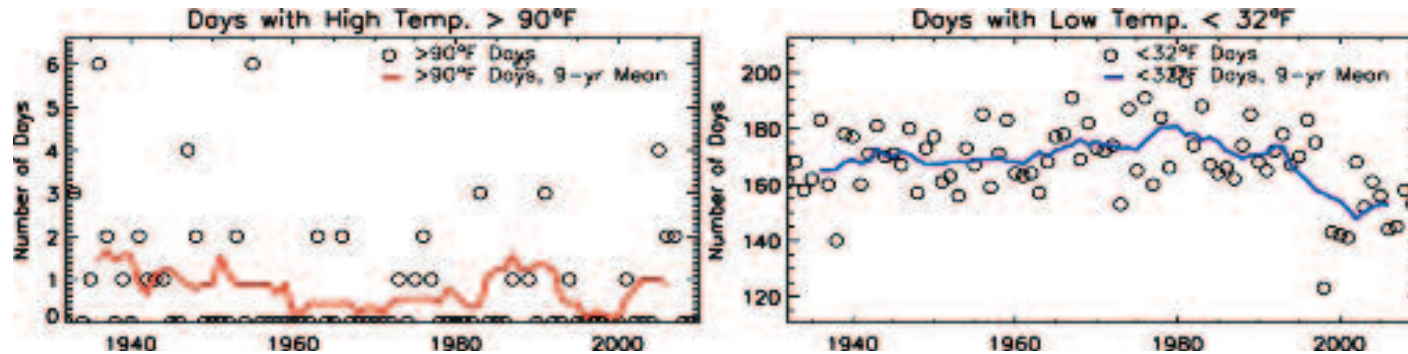 Days with High Temp. > 90°F
>90°F Days
>90°F Days, 9-yr Mean
Number of Days
6
5
4
3
2
1
0
1940 1960 1980 2000
Days with Low Temp. < 32°F
<32°F Days
<32°F Days, 9-yr Mean
Number of Days
200
180
160
140
120
1940 1960 1980 2000